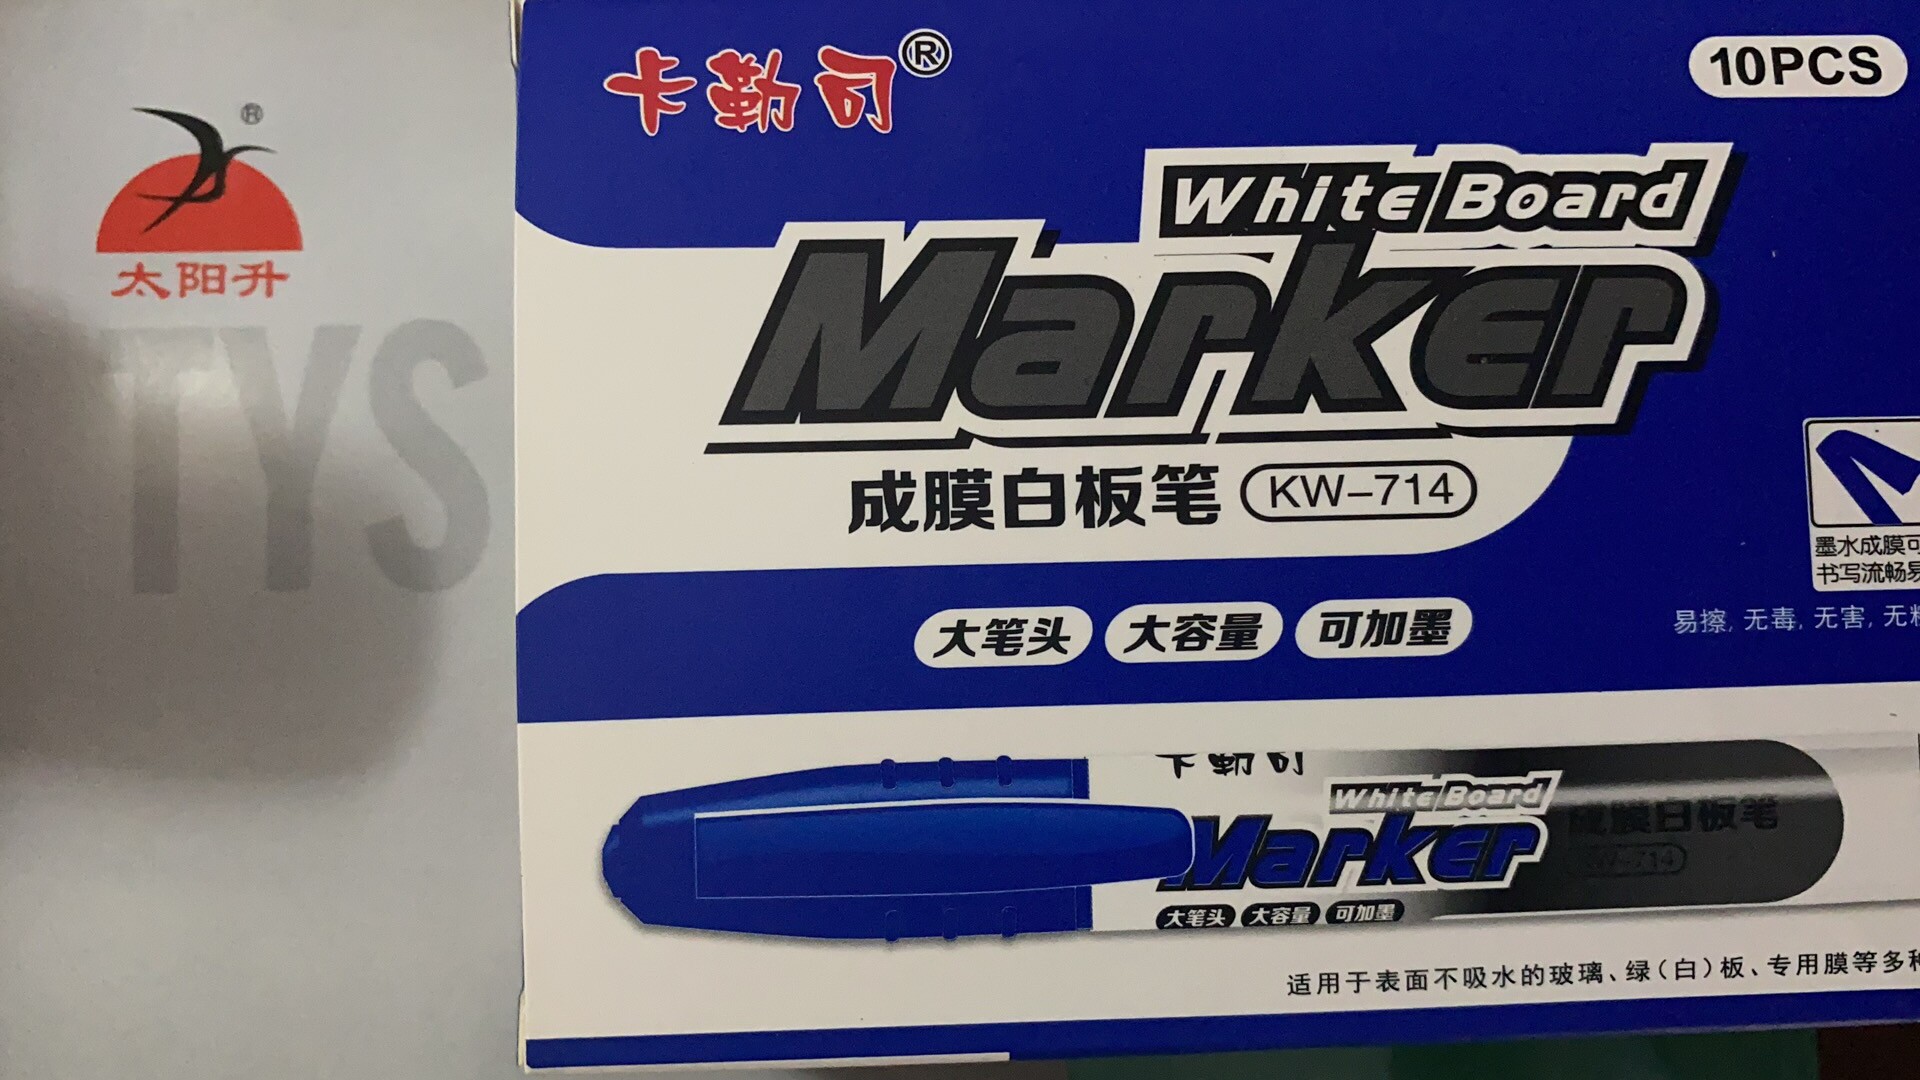 ®
太阳升
TYS
卡勒司®
10PCS
White Board
Marker
成膜白板笔 KW-714
墨水成膜可
书写流畅易
大笔头 大容量 可加墨
易擦, 无毒, 无害, 无
卡勒司
White Board
Marker
成膜白板笔
KW-714
大笔头 大容量 可加墨
适用于表面不吸水的玻璃、绿(白)板、专用膜等多种